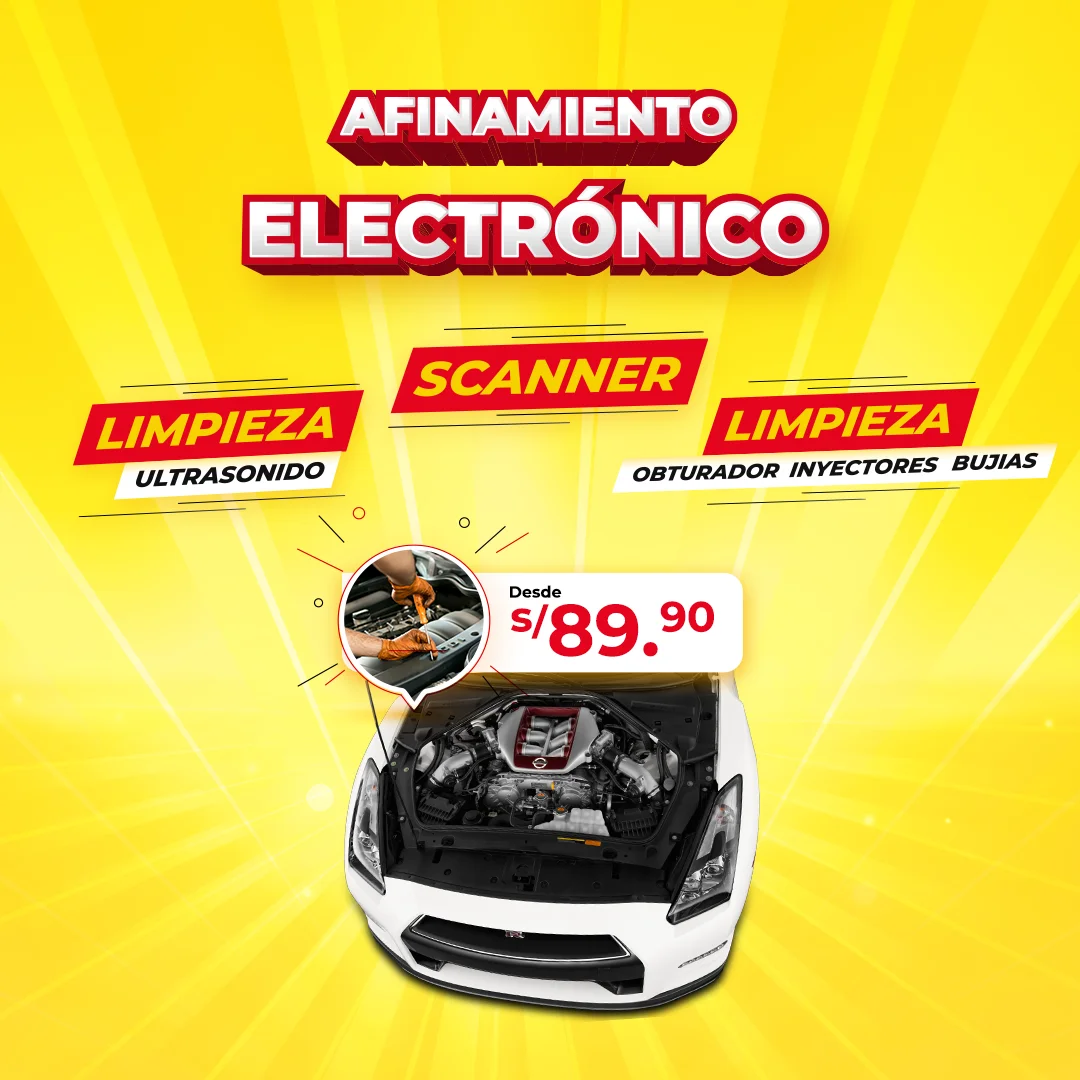 AFINAMIENTO
ELECTRÓNICO
SCANNER
LIMPIEZA
ULTRASONIDO
LIMPIEZA
OBTURADOR INYECTORES BUJIAS
Desde
s/89.90